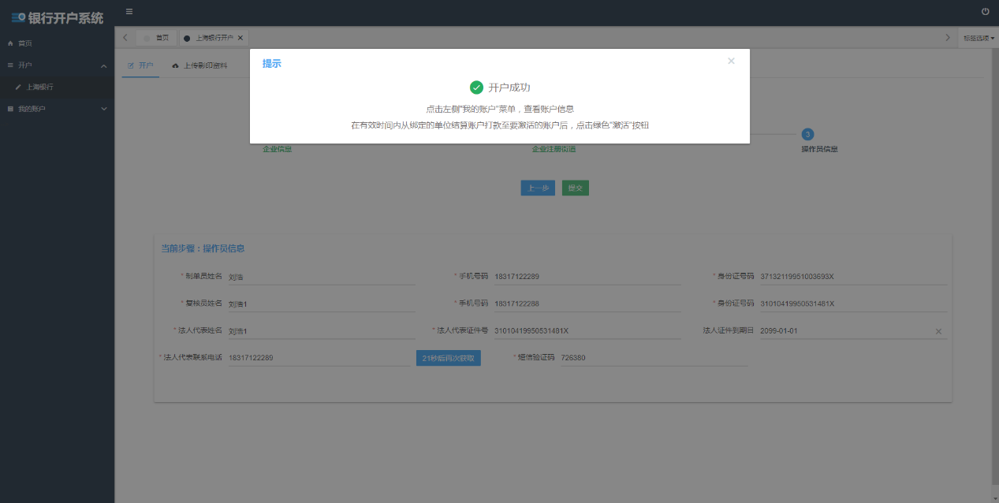 银行开户系统
首页
开户
上海银行
我的账户
首页
上海银行开户
标签选项
开户
上传影印资料
提示
开户成功
点击左侧"我的账户"菜单，查看账户信息
在有效时间内从绑定的单位结算账户打款至要激活的账户后，点击绿色"激活"按钮
3
企业信息
企业注册街道
操作员信息
上一步
提交
当前步骤：操作员信息
* 制单员姓名 刘浩 * 手机号码 18317122289 * 身份证号码 37132119951003693X
* 复核员姓名 刘浩1 * 手机号码 18317122288 * 身份证号码 31010419950531481X
* 法人代表姓名 刘浩1 * 法人代表证件号 31010419950531481X 法人证件到期日 2099-01-01
* 法人代表联系电话 18317122289 21秒后再次获取 * 短信验证码 726380